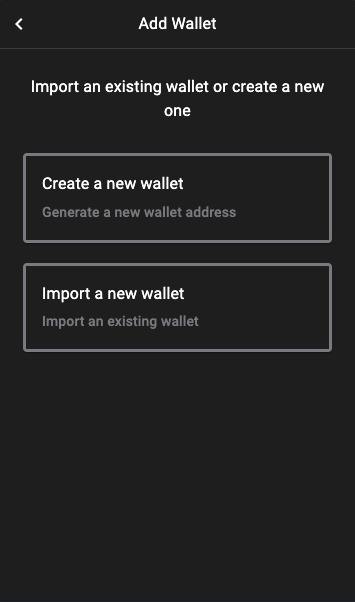 Add Wallet
Import an existing wallet or create a new
one
Create a new wallet
Generate a new wallet address
Import a new wallet
Import an existing wallet